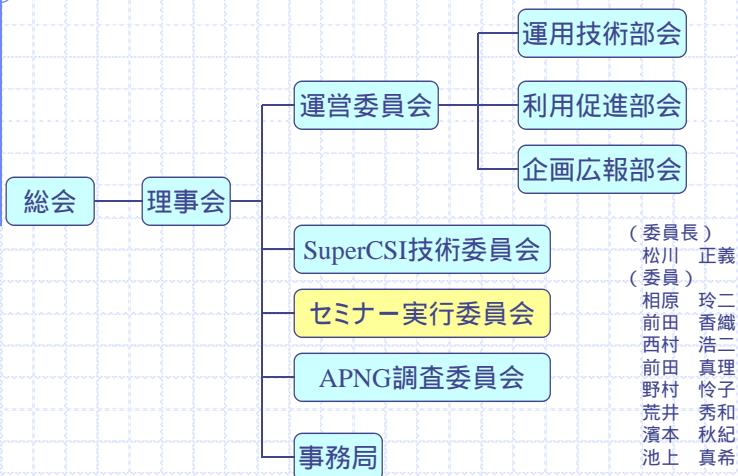 総会
理事会
運営委員会
運用技術部会
利用促進部会
企画広報部会
SuperCSI技術委員会
セミナー実行委員会
APNG調査委員会
事務局
(委員長)
松川 正義
(委員)
相原 玲二
前田 香織
西村 浩二
前田 真理
野村 怜子
荒井 秀和
濱本 秋紀
池上 真希